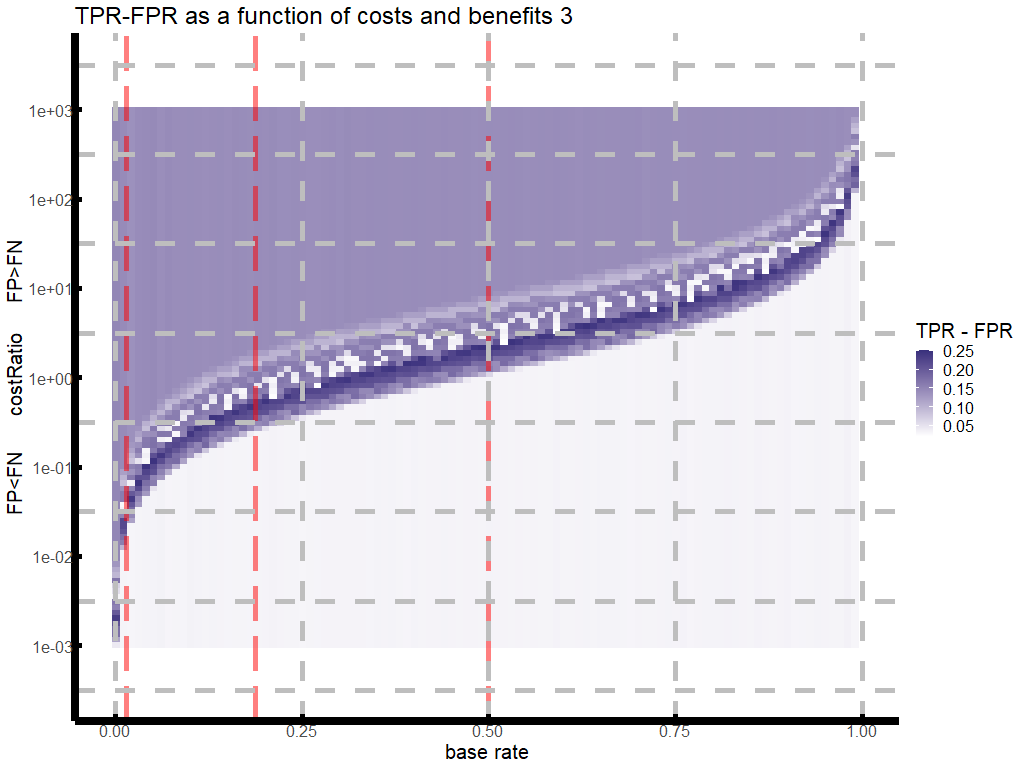 TPR-FPR as a function of costs and benefits 3
1e+03
1e+02
1e+01
1e+00
1e-01
1e-02
1e-03
FP<FN costRatio FP>FN
0.00 0.25 0.50 0.75 1.00
base rate
TPR - FPR
0.25
0.20
0.15
0.10
0.05